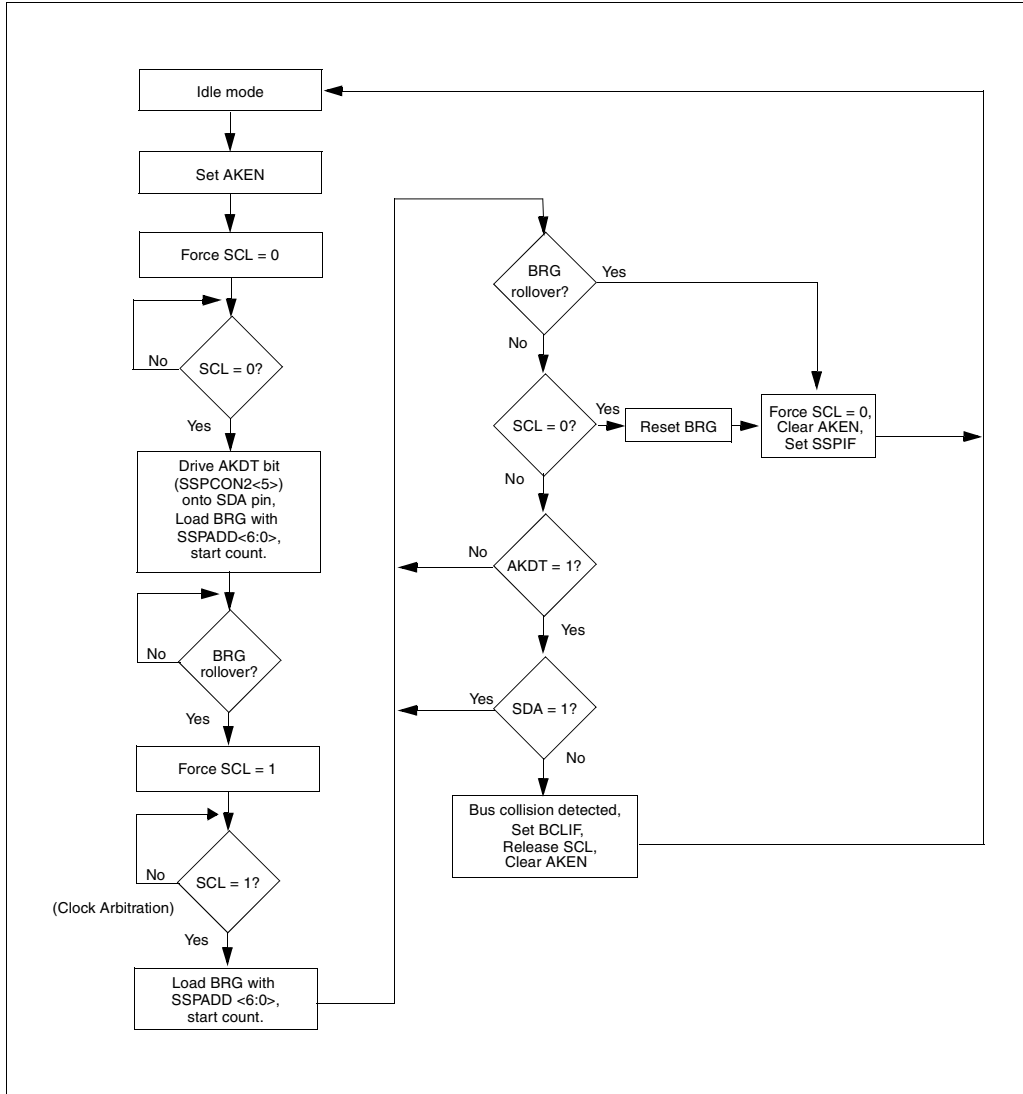 Idle mode
Set AKEN
Force SCL = 0
No
SCL = 0?
Yes
Drive AKDT bit
(SSPCON2<5>)
onto SDA pin,
Load BRG with
SSPADD<6:0>,
start count.
No
BRG
rollover?
Yes
Force SCL = 1
No
SCL = 1?
(Clock Arbitration)
Yes
Load BRG with
SSPADD <6:0>,
start count.
BRG
rollover?
Yes
No
SCL = 0?
Yes
Reset BRG
Force SCL = 0,
Clear AKEN,
Set SSPIF
No
No
AKDT = 1?
Yes
Yes
SDA = 1?
No
Bus collision detected,
Set BCLIF,
Release SCL,
Clear AKEN